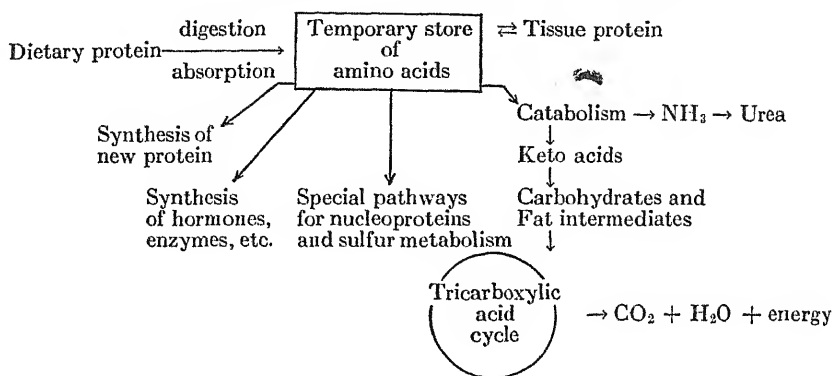 digestion
Dietary protein
absorption
Temporary store
of
amino acids
⇌ Tissue protein
Catabolism → NH₃ → Urea
Keto acids
Carbohydrates and
Fat intermediates
Synthesis of
new protein
Synthesis
of hormones,
enzymes, etc.
Special pathways
for nucleoproteins
and sulfur metabolism
Tricarboxylic
acid
cycle
→ CO₂ + H₂O + energy